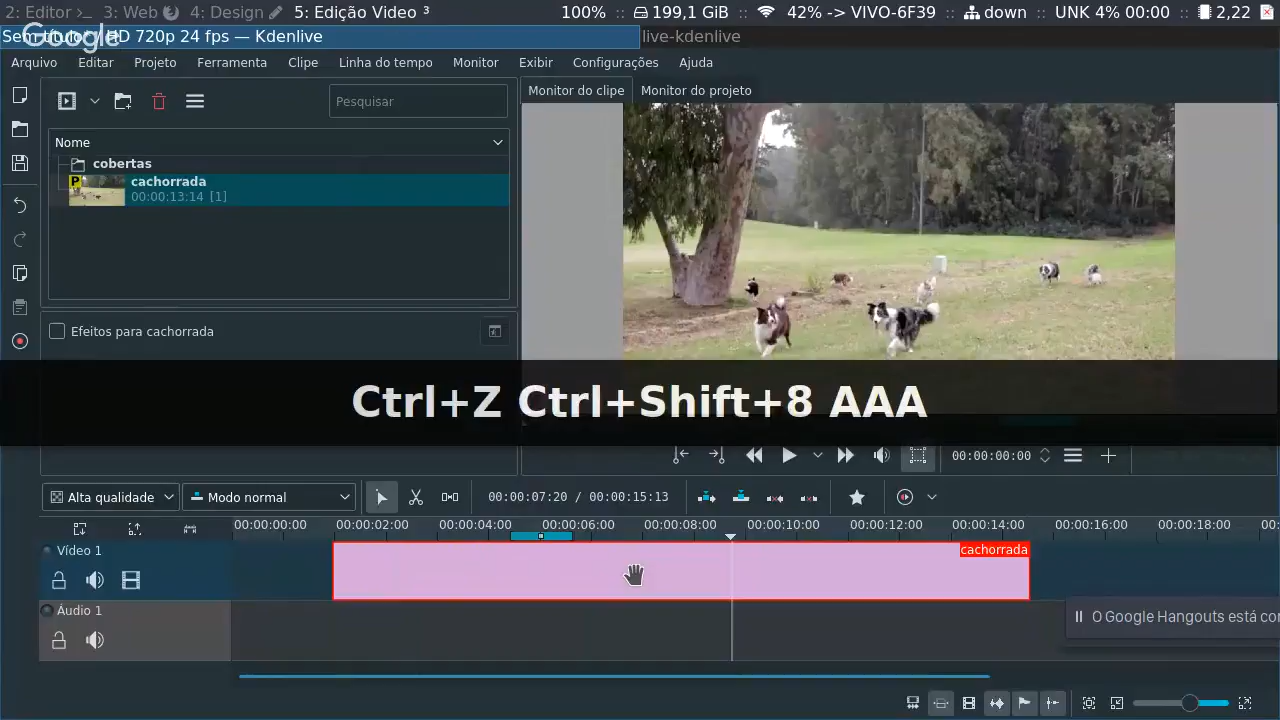 2: Editor 3: Web 4: Design 5: Edição Video ³ 100% :: 199,1 GiB :: 42% -> VIVO-6F39 :: down :: UNK 4% 00:00 :: 2,22
Google HD 720p 24 fps — Kdenlive live-kdenlive
Arquivo Editar Projeto Ferramenta Clipe Linha do tempo Monitor Exibir Configurações Ajuda
Monitor do clipe Monitor do projeto
Pesquisar
Nome
cobertas
P
cachorrada
00:00:13:14 [1]
Efeitos para cachorrada
Ctrl+Z Ctrl+Shift+8 AAA
00:00:00:00
Alta qualidade Modo normal 00:00:07:20 / 00:00:15:13
00:00:00:00 00:00:02:00 00:00:04:00 00:00:06:00 00:00:08:00 00:00:10:00 00:00:12:00 00:00:14:00 00:00:16:00 00:00:18:00 00:
Vídeo 1 cachorrada
Áudio 1
O Google Hangouts está